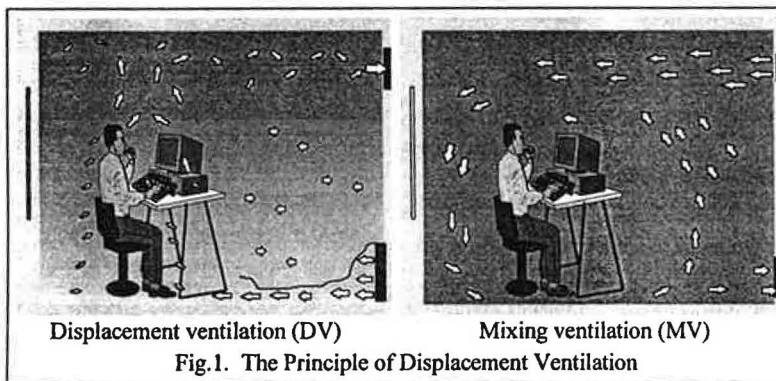 Displacement ventilation (DV) Mixing ventilation (MV)
Fig.1. The Principle of Displacement Ventilation